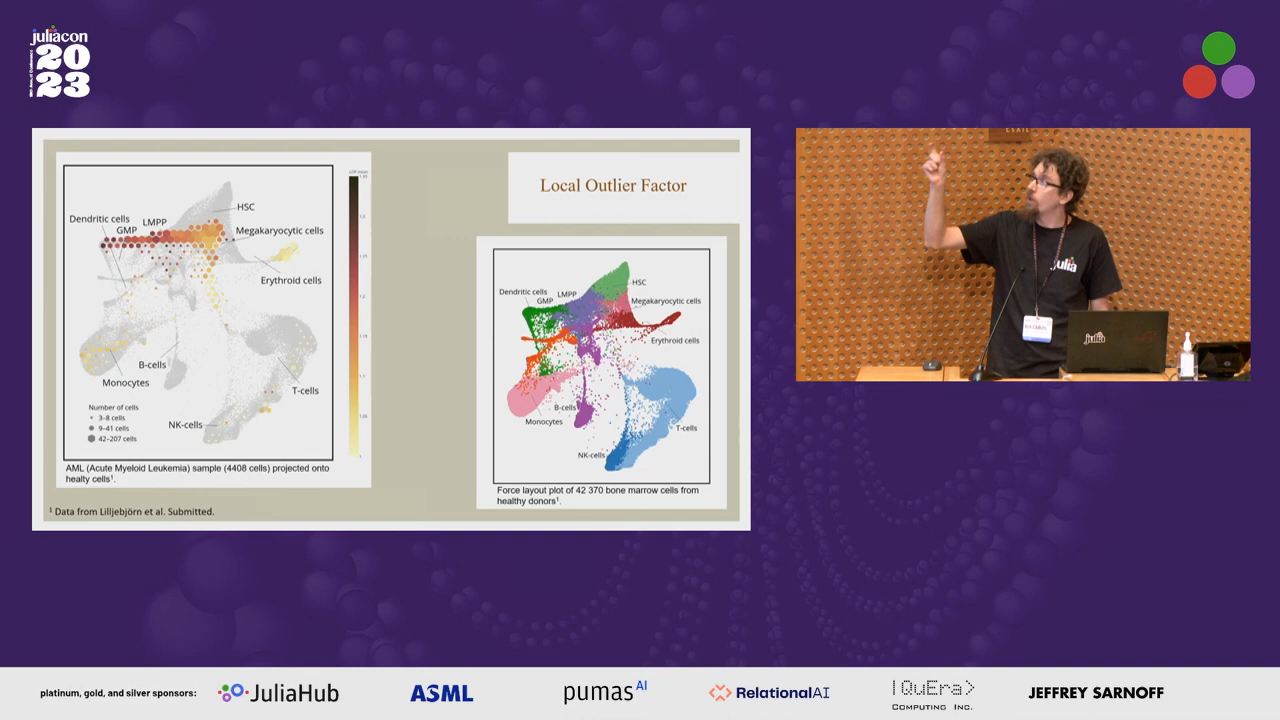 juliacon
20
23
Local Outlier Factor
Dendritic cells
GMP
LMPP
HSC
Megakaryocytic cells
Erythroid cells
B-cells
Monocytes
T-cells
NK-cells
Number of cells
3–8 cells
9–41 cells
42–207 cells
AML (Acute Myeloid Leukemia) sample (4408 cells) projected onto
healty cells¹.
¹ Data from Lilljebjörn et al. Submitted.
Dendritic cells
GMP
LMPP
HSC
Megakaryocytic cells
Erythroid cells
B-cells
Monocytes
T-cells
NK-cells
Force layout plot of 42 370 bone marrow cells from
healthy donors¹.
julia
julia
platinum, gold, and silver sponsors:
JuliaHub
ASML
pumas AI
RelationalAI
|QuEra>
COMPUTING INC.
JEFFREY SARNOFF